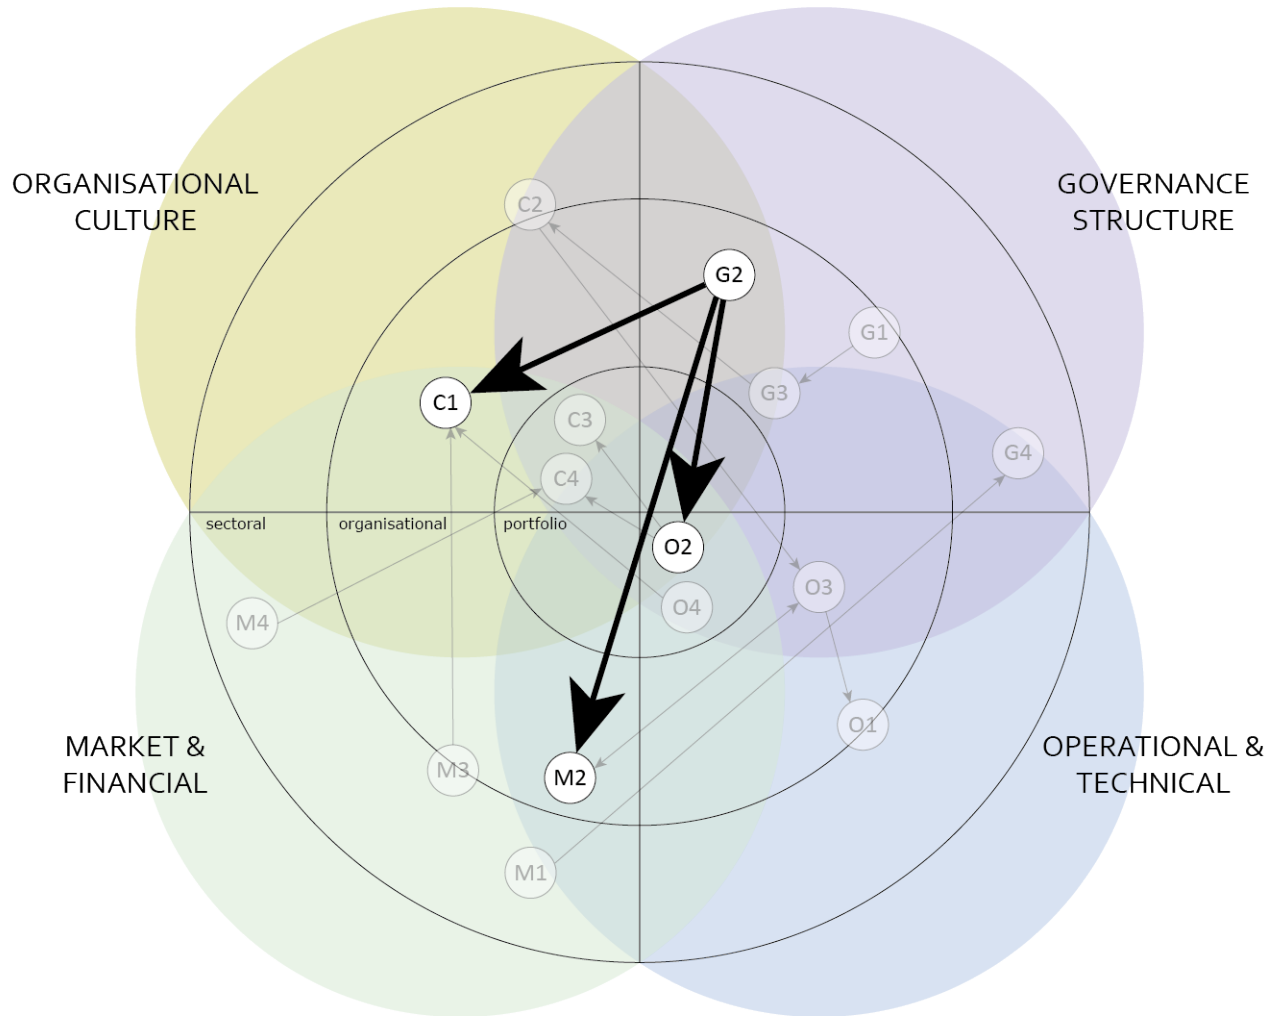 ORGANISATIONAL
CULTURE
GOVERNANCE
STRUCTURE
C2
G2
G1
G3
C1
C3
G4
C4
sectoral
organisational
portfolio
O2
O3
O4
M4
O1
MARKET &
FINANCIAL
OPERATIONAL &
TECHNICAL
M3
M2
M1